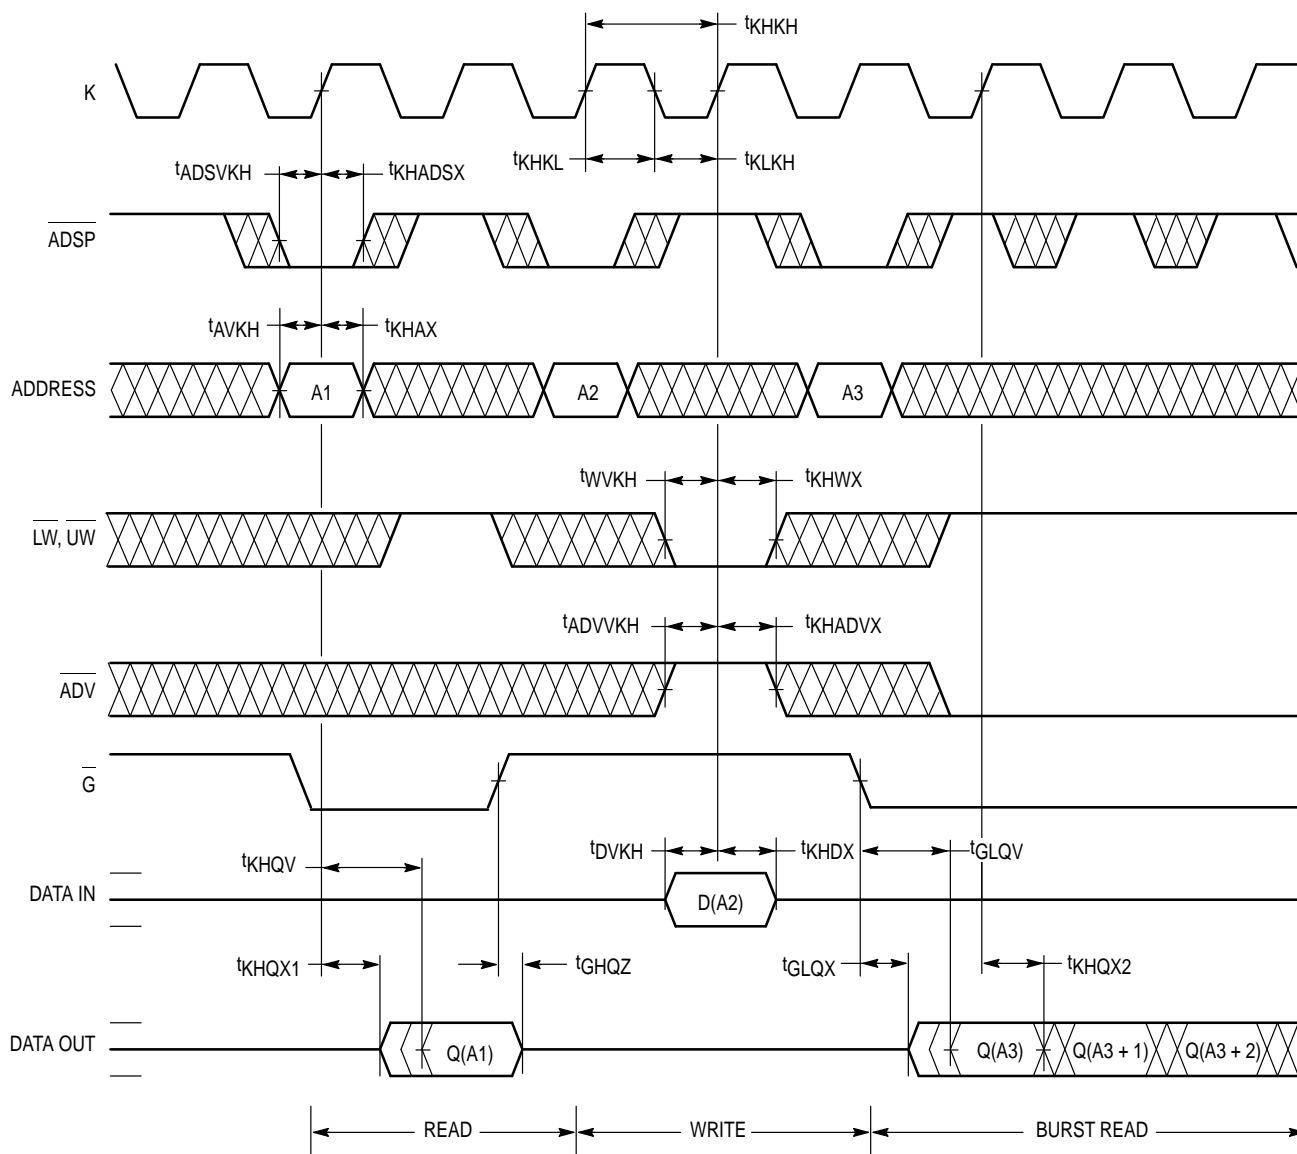 tKHKH
K
tADSVKH tKHADSX tKHKL tKLKH
ADSP
tAVKH tKHAX
ADDRESS A1 A2 A3
tWVKH tKHWX
LW, UW
tADVVKH tKHADVX
ADV
G
tKHQV tDVKH tKHDX tGLQV
DATA IN D(A2)
tKHQX1 tGHQZ tGLQX tKHQX2
DATA OUT Q(A1) Q(A3) Q(A3 + 1) Q(A3 + 2)
READ WRITE BURST READ